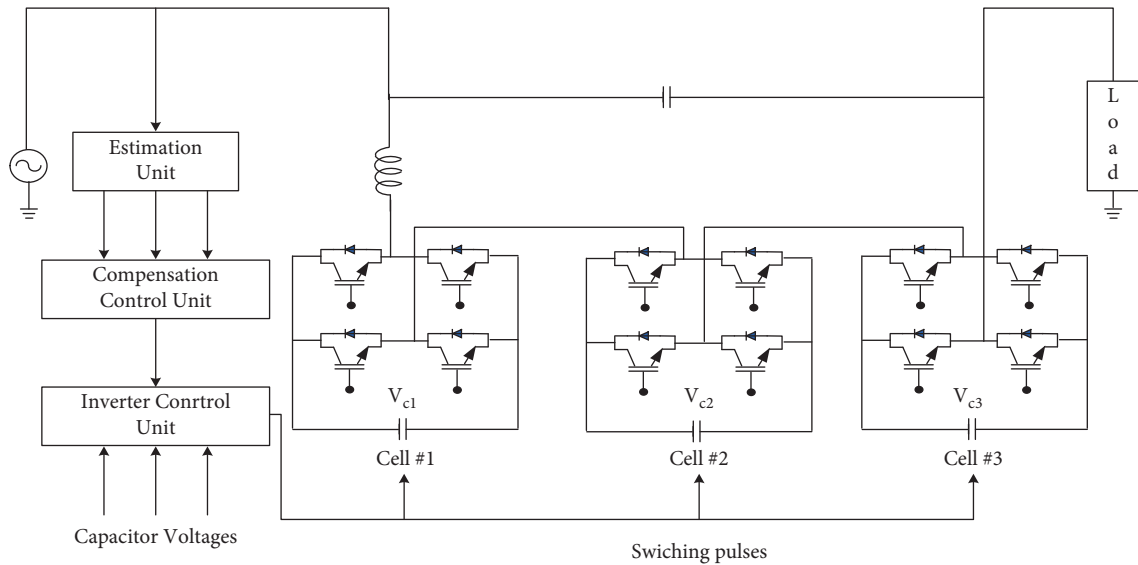 Estimation
Unit
Compensation
Control Unit
Inverter Conrtrol
Unit
Capacitor Voltages
V_c1
Cell #1
V_c2
Cell #2
V_c3
Cell #3
Swiching pulses
L
o
a
d